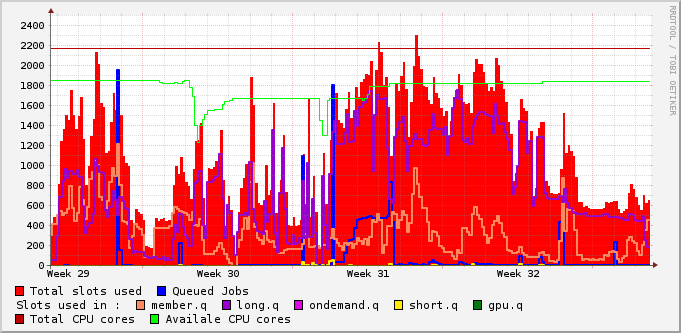 2400
2200
2000
1800
1600
1400
1200
1000
800
600
400
200
0
Week 29 Week 30 Week 31 Week 32
RRDTOOL / TOBI OETIKER
Total slots used Queued Jobs
Slots used in : member.q long.q ondemand.q short.q gpu.q
Total CPU cores Availale CPU cores